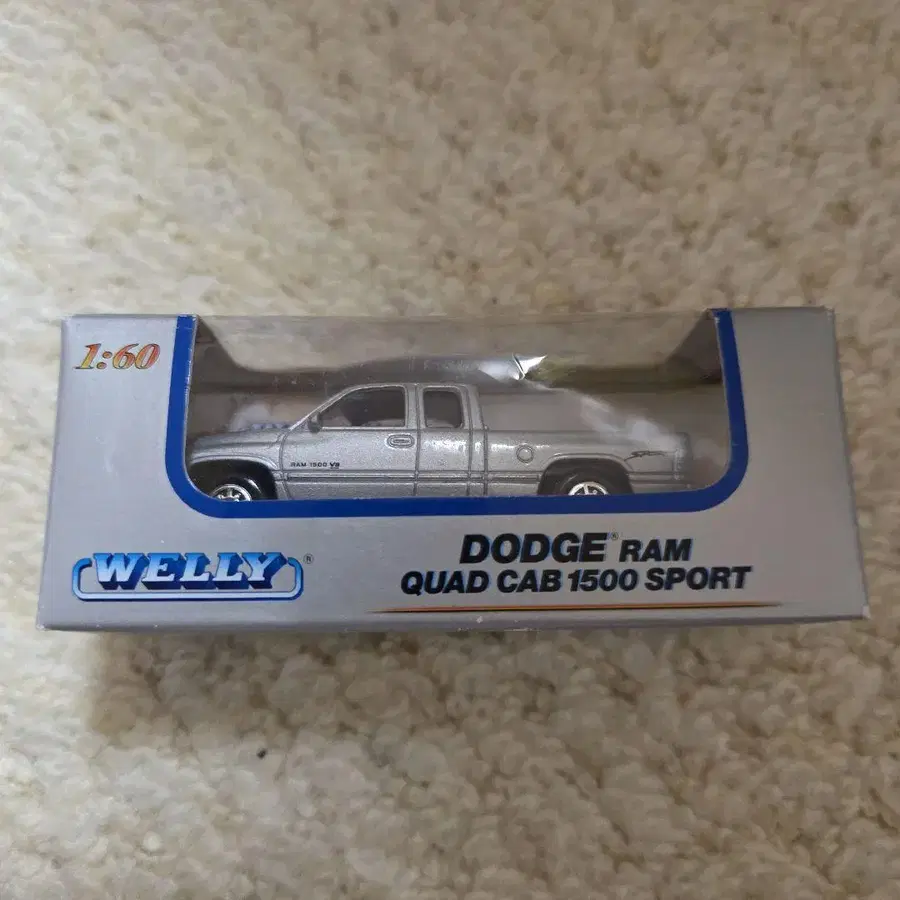 1:60
RAM 1500 V8
WELLY®
DODGE® RAM
QUAD CAB 1500 SPORT